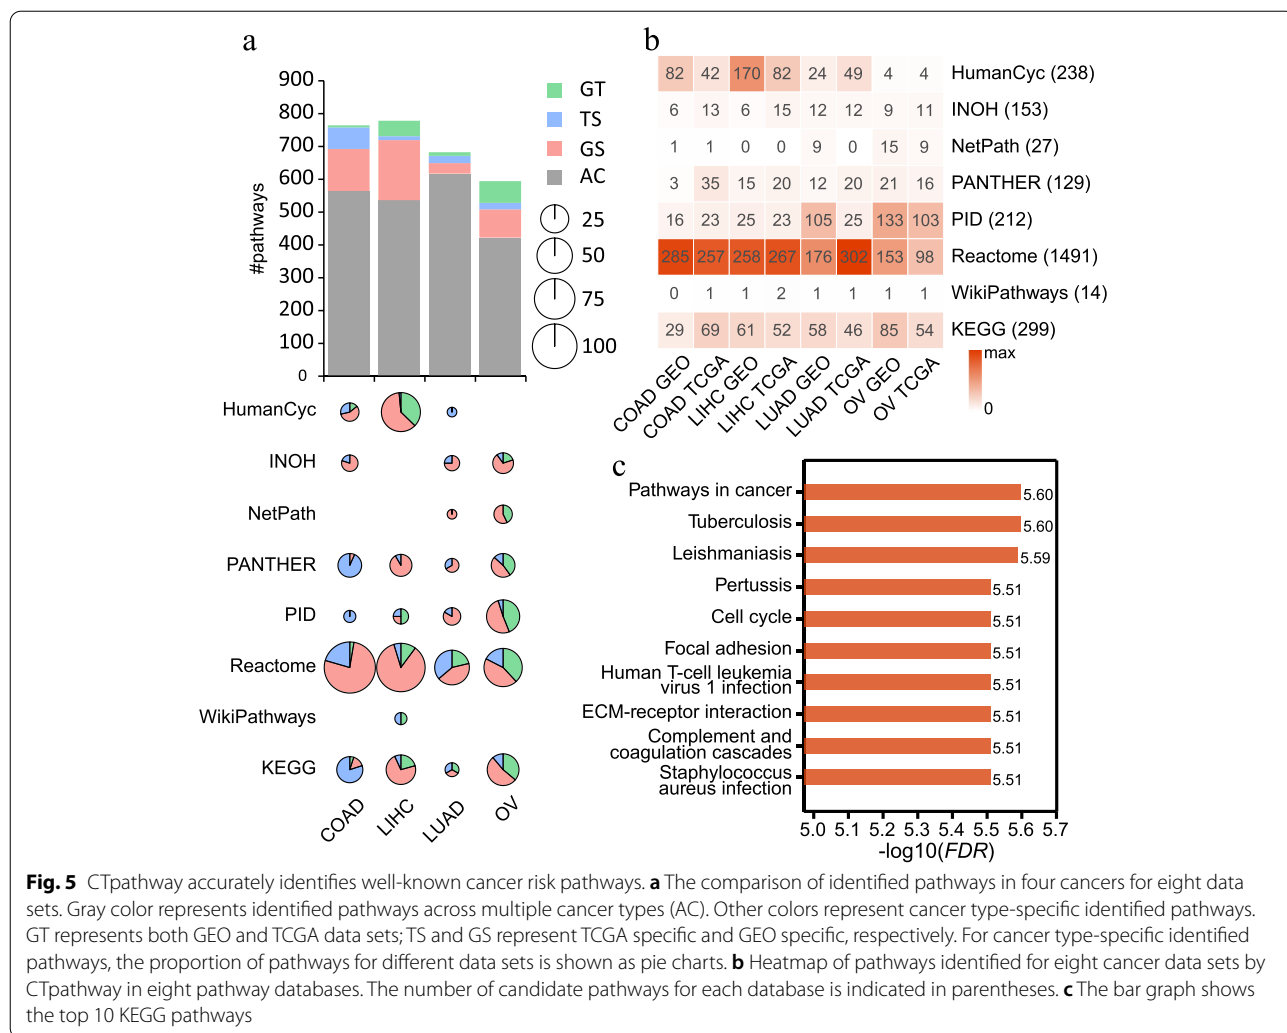 a
900
800
700
600
500
400
300
200
100
0
#pathways
GT
TS
GS
AC
25
50
75
100
HumanCyc
INOH
NetPath
PANTHER
PID
Reactome
WikiPathways
KEGG
COAD
LIHC
LUAD
OV
b
82 42 170 82 24 49 4 4 HumanCyc (238)
6 13 6 15 12 12 9 11 INOH (153)
1 1 0 0 9 0 15 9 NetPath (27)
3 35 15 20 12 20 21 16 PANTHER (129)
16 23 25 23 105 25 133 103 PID (212)
285 257 258 267 176 302 153 98 Reactome (1491)
0 1 1 2 1 1 1 1 WikiPathways (14)
29 69 61 52 58 46 85 54 KEGG (299)
COAD GEO
COAD TCGA
LIHC GEO
LIHC TCGA
LUAD GEO
LUAD TCGA
OV GEO
OV TCGA
max
0
c
Pathways in cancer 5.60
Tuberculosis 5.60
Leishmaniasis 5.59
Pertussis 5.51
Cell cycle 5.51
Focal adhesion 5.51
Human T-cell leukemia
virus 1 infection 5.51
ECM-receptor interaction 5.51
Complement and
coagulation cascades 5.51
Staphylococcus
aureus infection 5.51
5.0 5.1 5.2 5.3 5.4 5.5 5.6 5.7
-log10(FDR)
Fig. 5 CTpathway accurately identifies well-known cancer risk pathways. a The comparison of identified pathways in four cancers for eight data
sets. Gray color represents identified pathways across multiple cancer types (AC). Other colors represent cancer type-specific identified pathways.
GT represents both GEO and TCGA data sets; TS and GS represent TCGA specific and GEO specific, respectively. For cancer type-specific identified
pathways, the proportion of pathways for different data sets is shown as pie charts. b Heatmap of pathways identified for eight cancer data sets by
CTpathway in eight pathway databases. The number of candidate pathways for each database is indicated in parentheses. c The bar graph shows
the top 10 KEGG pathways